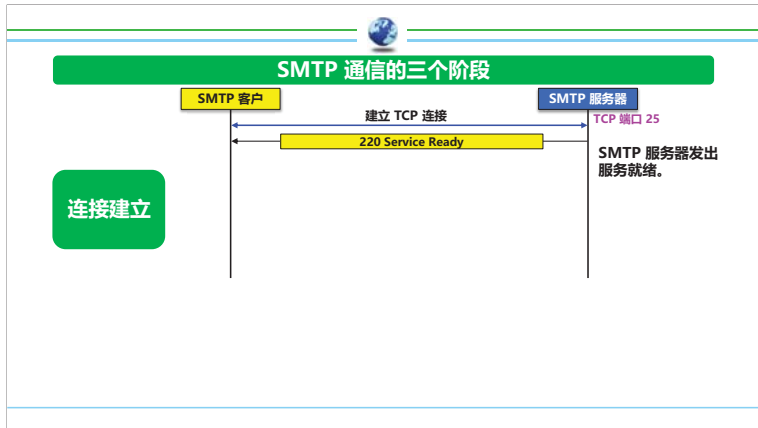 SMTP 通信的三个阶段
SMTP 客户
SMTP 服务器
建立 TCP 连接
TCP 端口 25
220 Service Ready
SMTP 服务器发出
服务就绪。
连接建立